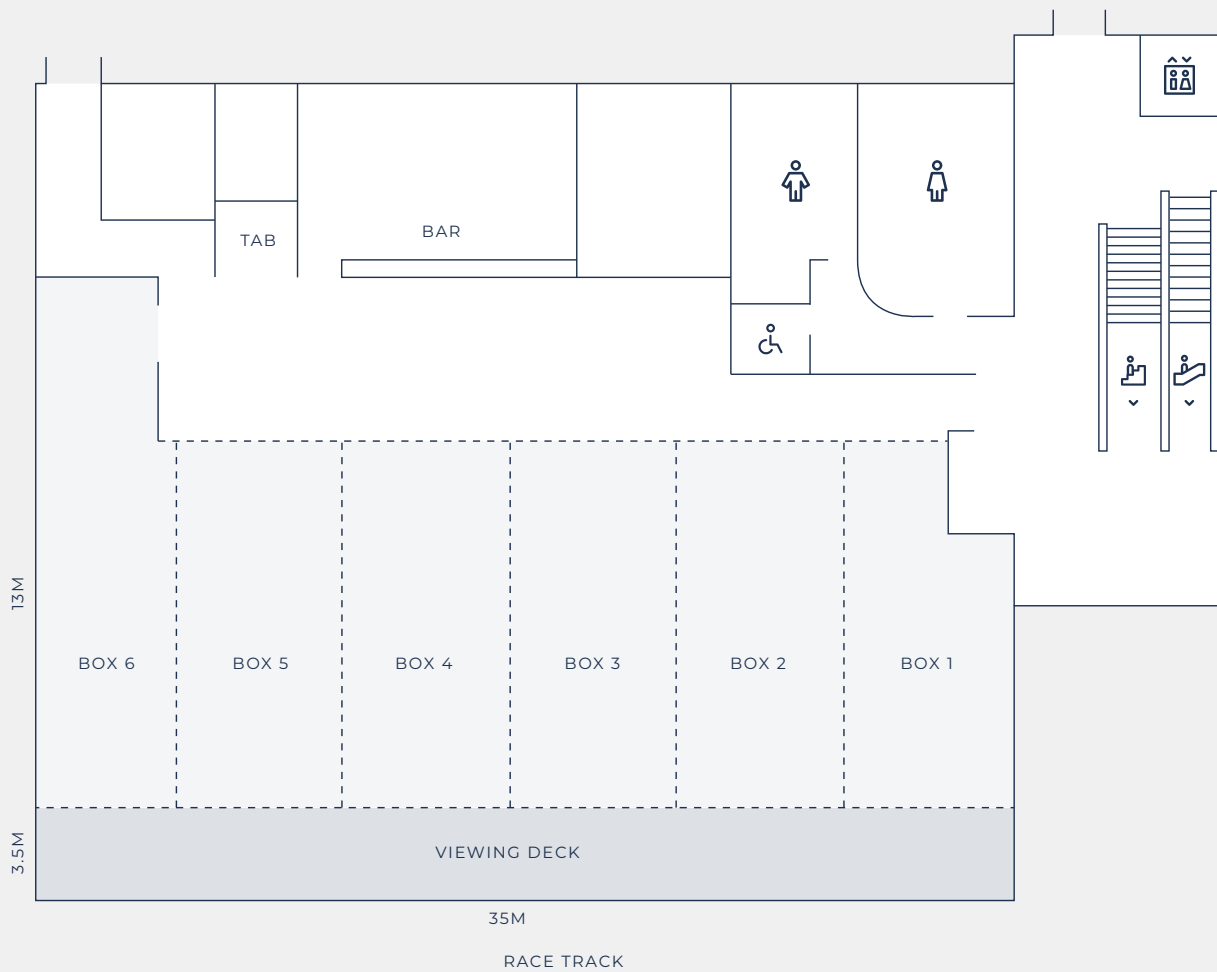 BAR
TAB
13M
BOX 6
BOX 5
BOX 4
BOX 3
BOX 2
BOX 1
3.5M
VIEWING DECK
35M
RACE TRACK